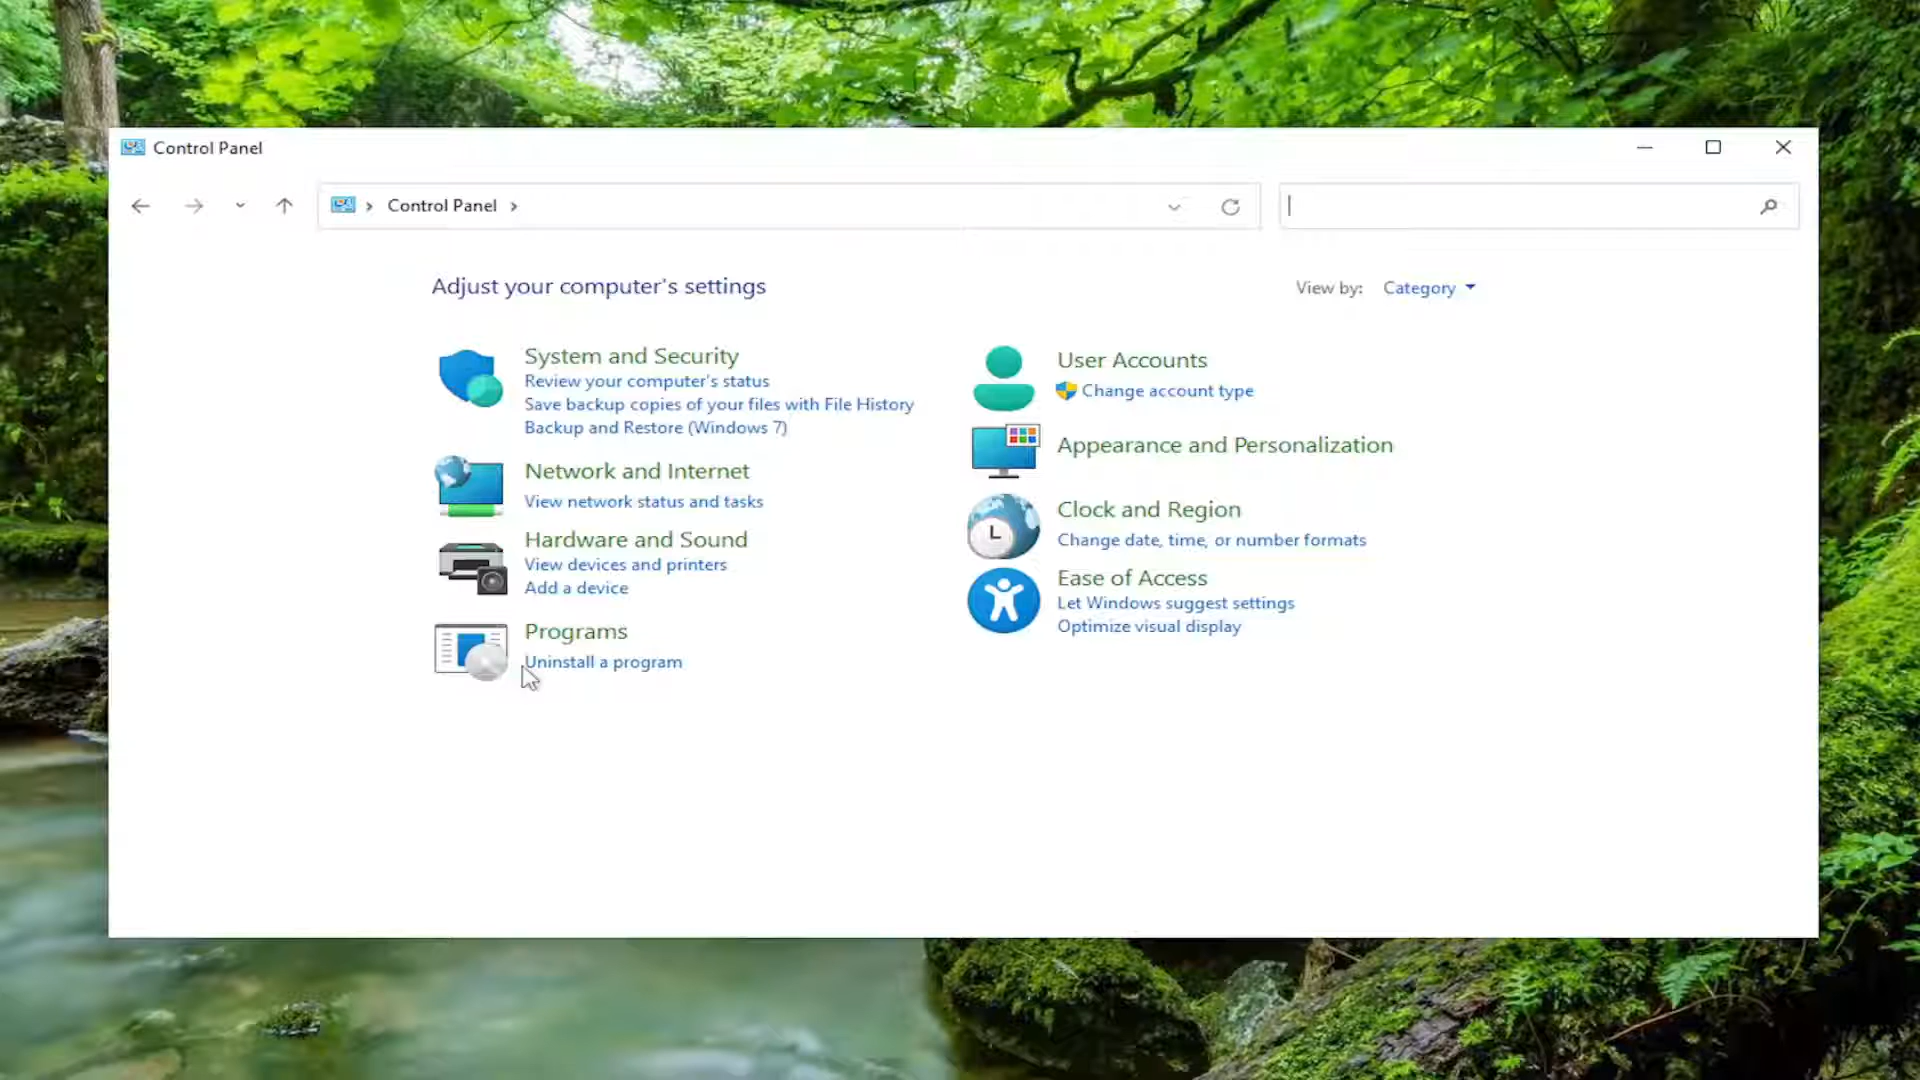 Control Panel
Control Panel
Adjust your computer's settings
View by: Category
System and Security
Review your computer's status
Save backup copies of your files with File History
Backup and Restore (Windows 7)
Network and Internet
View network status and tasks
Hardware and Sound
View devices and printers
Add a device
Programs
Uninstall a program
User Accounts
Change account type
Appearance and Personalization
Clock and Region
Change date, time, or number formats
Ease of Access
Let Windows suggest settings
Optimize visual display